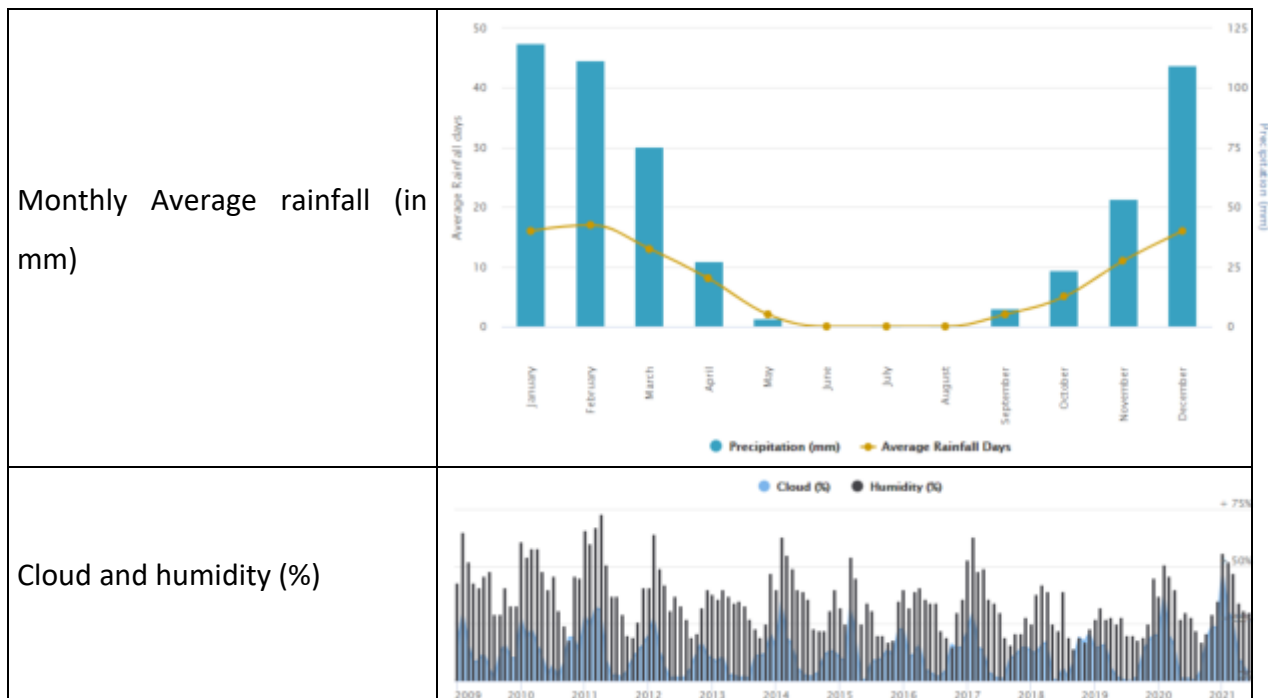 Monthly Average rainfall (in
mm)
50
40
30
20
10
0
Average Rainfall days
125
100
75
50
25
0
Precipitation (mm)
January
February
March
April
May
June
July
August
September
October
November
December
Precipitation (mm) Average Rainfall Days
Cloud and humidity (%)
Cloud (%) Humidity (%)
75%
50%
2009 2010 2011 2012 2013 2014 2015 2016 2017 2018 2019 2020 2021